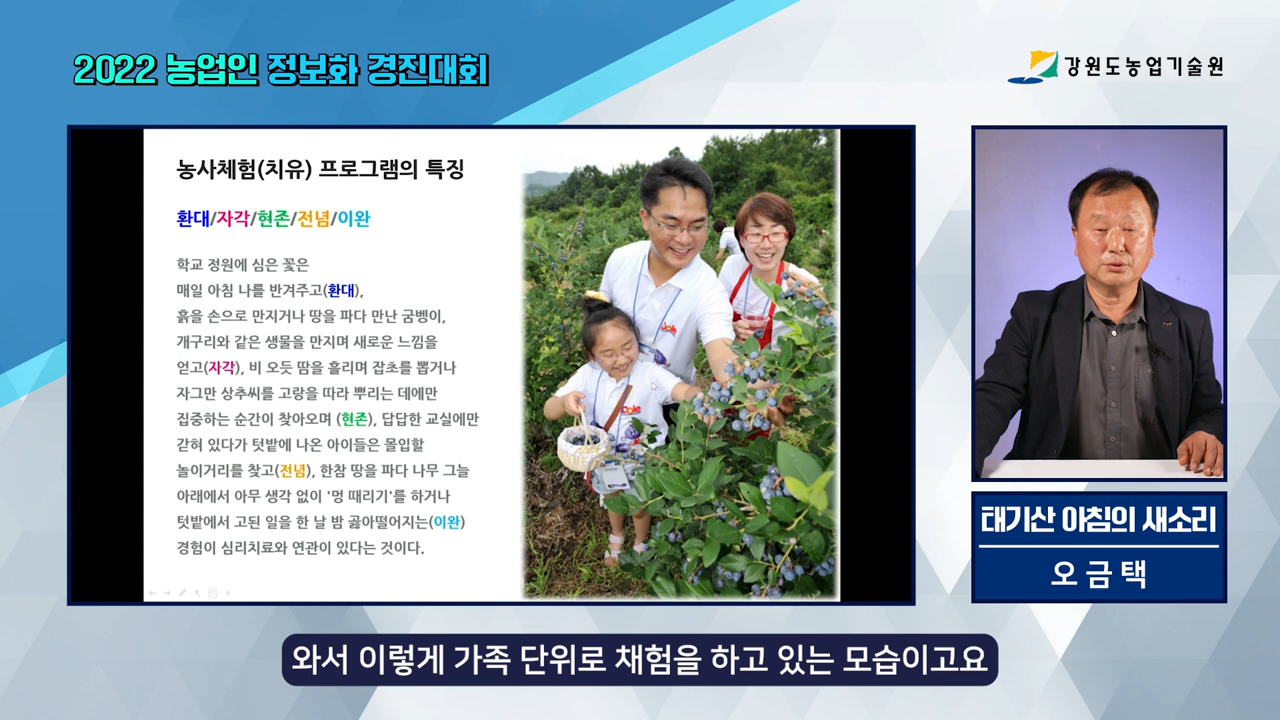 2022 농업인 정보화 경진대회
강원도농업기술원
농사체험(치유) 프로그램의 특징
환대/자각/현존/전념/이완
학교 정원에 심은 꽃은
매일 아침 나를 반겨주고(환대),
흙을 손으로 만지거나 땅을 파다 만난 굼벵이,
개구리와 같은 생물을 만지며 새로운 느낌을
얻고(자각), 비 오듯 땀을 흘리며 잡초를 뽑거나
자그만 상추씨를 고랑을 따라 뿌리는 데에만
집중하는 순간이 찾아오며 (현존), 답답한 교실에만
갇혀 있다가 텃밭에 나온 아이들은 몰입할
놀이거리를 찾고(전념), 한참 땅을 파다 나무 그늘
아래에서 아무 생각 없이 '멍 때리기'를 하거나
텃밭에서 고된 일을 한 날 밤 곯아떨어지는(이완)
경험이 심리치료와 연관이 있다는 것이다.
Dole
Dole
태기산 아침의 새소리
오금택
와서 이렇게 가족 단위로 채험을 하고 있는 모습이고요